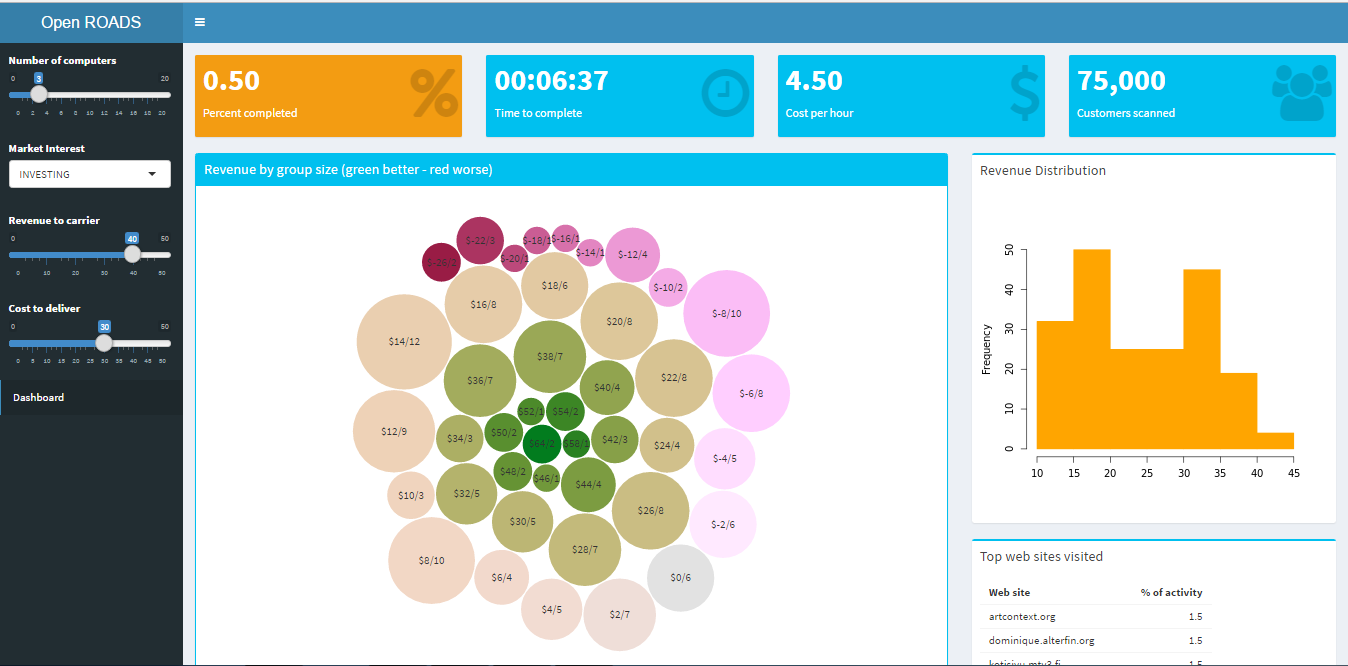 Open ROADS
Number of computers
0 3 20
0 2 4 6 8 10 12 14 16 18 20
Market Interest
INVESTING
Revenue to carrier
0 40 50
0 10 20 30 40 50
Cost to deliver
0 30 50
0 5 10 15 20 25 30 35 40 45 50
Dashboard
0.50
Percent completed
%
00:06:37
Time to complete
4.50
Cost per hour
$
75,000
Customers scanned
Revenue by group size (green better - red worse)
$-22/3
$-18/1
$-16/1
$-14/1
$-12/4
$-26/2
$-20/1
$-10/2
$16/8
$18/6
$-8/10
$20/8
$14/12
$38/7
$36/7
$40/4
$22/8
$-6/8
$52/1
$54/2
$12/9
$34/3
$50/2
$64/2
$58/1
$42/3
$24/4
$-4/5
$48/2
$46/1
$10/3
$32/5
$44/4
$30/5
$26/8
$-2/6
$8/10
$28/7
$6/4
$0/6
$4/5
$2/7
Revenue Distribution
Frequency
50
40
30
20
10
0
10 15 20 25 30 35 40 45
Top web sites visited
Web site % of activity
artcontext.org 1.5
dominique.alterfin.org 1.5
kotisivu.mtv3.fi 1.5